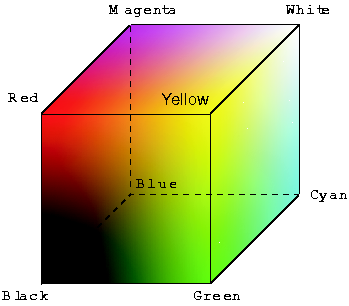 Magenta
White
Red
Yellow
Blue
Cyan
Black
Green